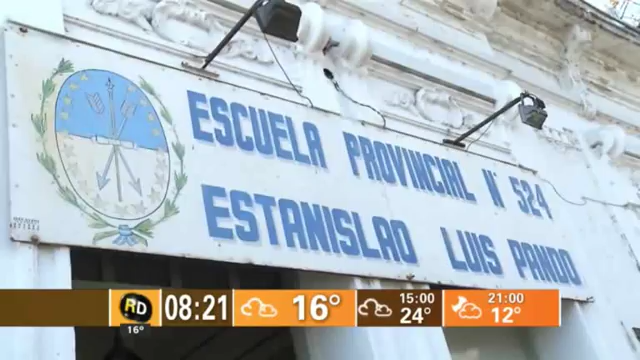 ESCUELA PROVINCIAL N° 524
ESTANISLAO LUIS PANDO
RD 08:21 16° 15:00 24° 21:00 12°
16°